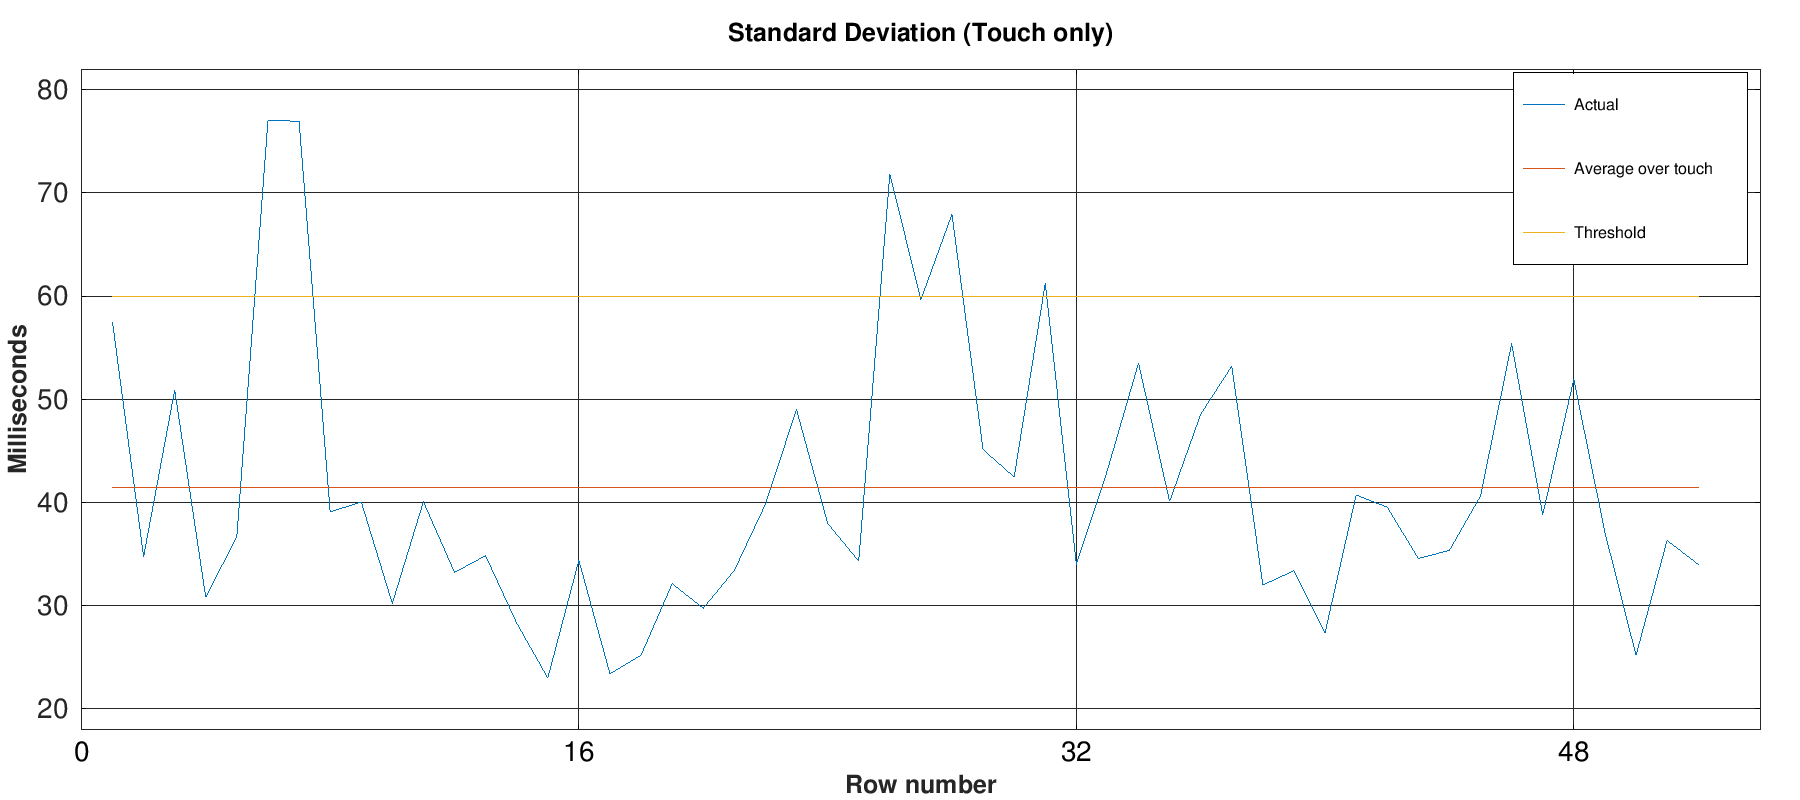 Standard Deviation (Touch only)
80
70
60
50
40
30
20
Milliseconds
0 16 32 48
Row number
Actual
Average over touch
Threshold